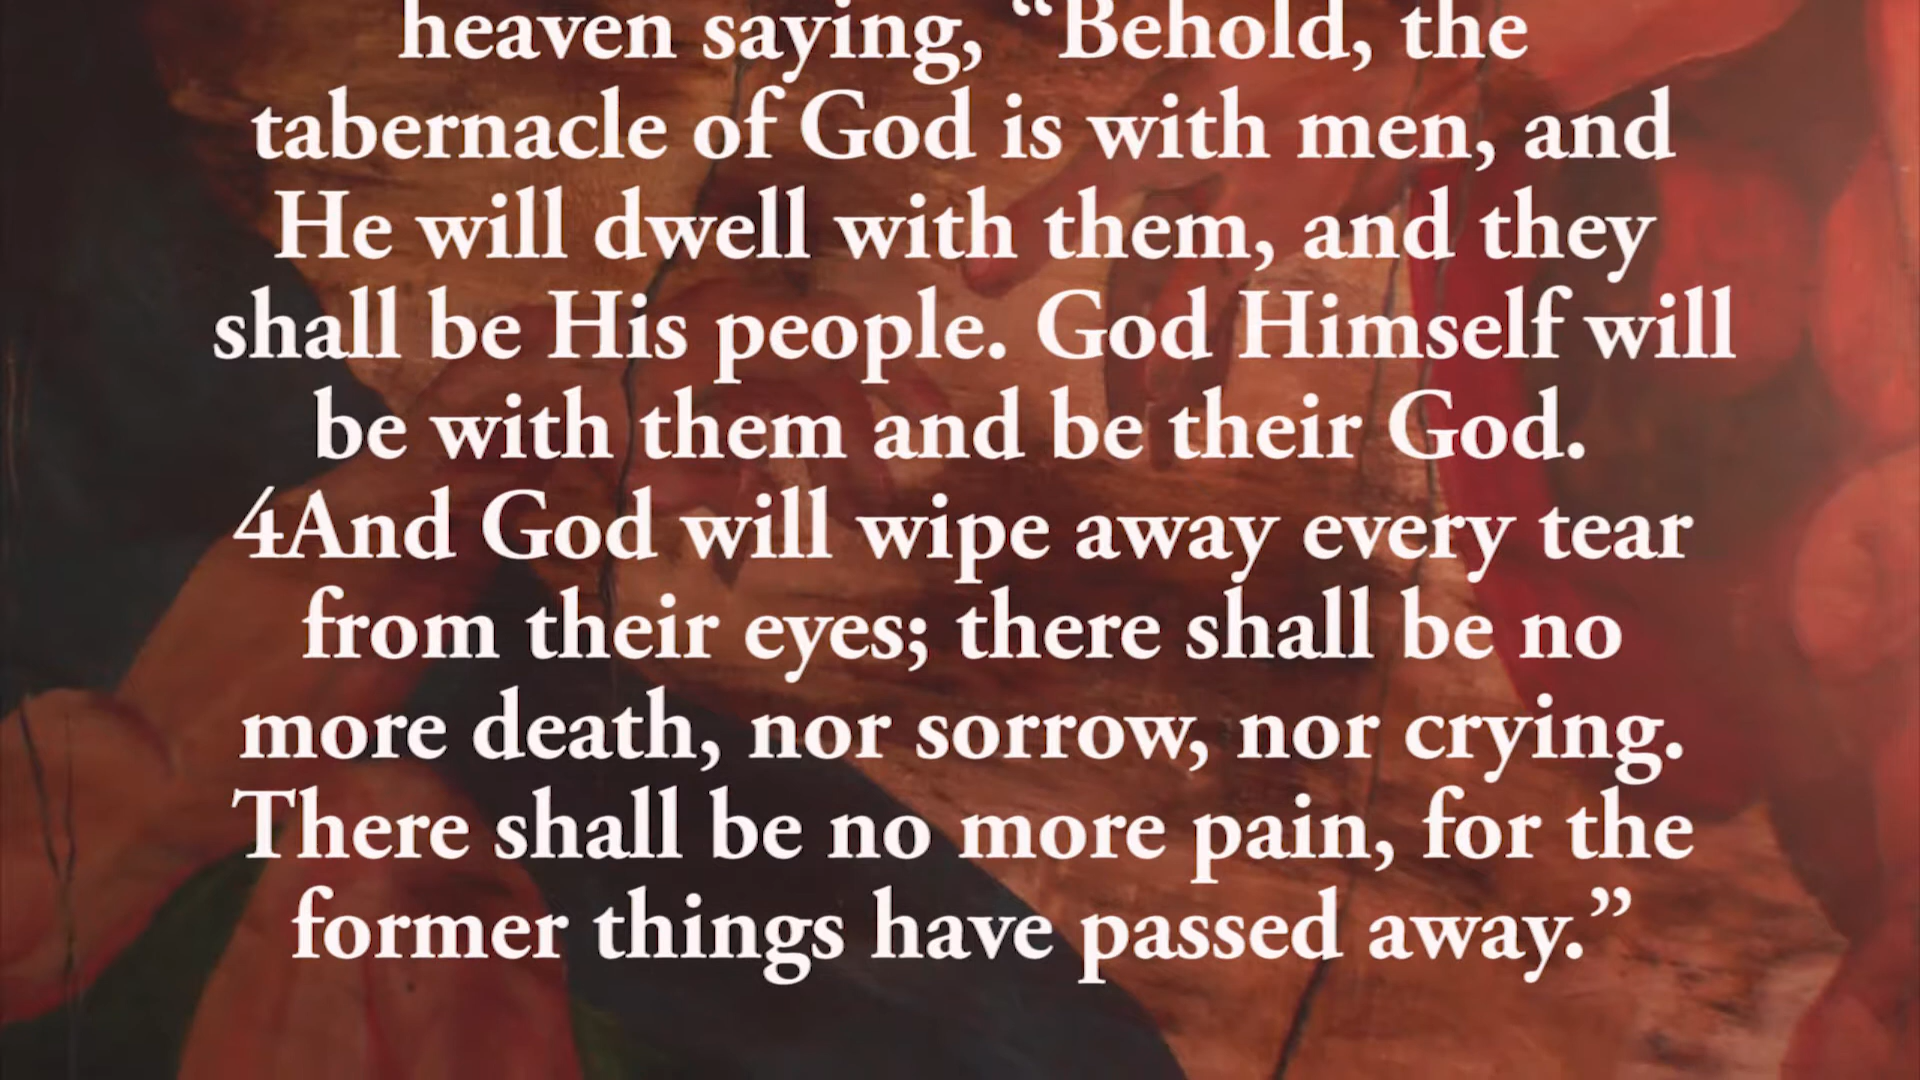 heaven saying, “Behold, the
tabernacle of God is with men, and
He will dwell with them, and they
shall be His people. God Himself will
be with them and be their God.
4And God will wipe away every tear
from their eyes; there shall be no
more death, nor sorrow, nor crying.
There shall be no more pain, for the
former things have passed away.”